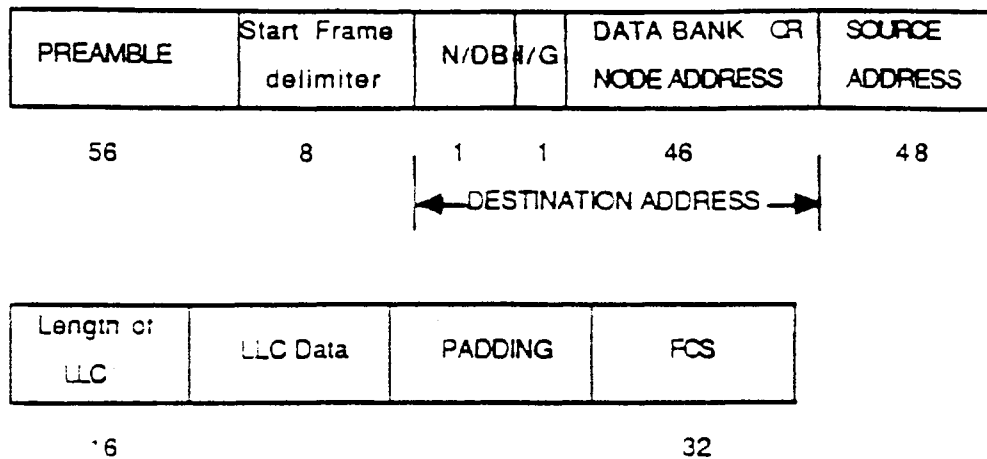 PREAMBLE
Start Frame
delimiter
N/DB I/G
DATA BANK OR
NODE ADDRESS
SOURCE
ADDRESS
56
8
1
1
46
48
DESTINATION ADDRESS
Length of
LLC
LLC Data
PADDING
FCS
16
32